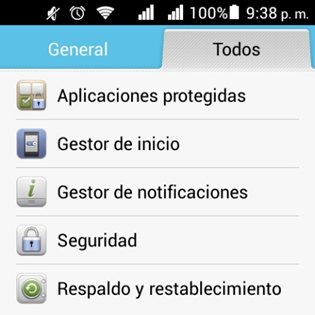 100% 9:38 p. m.
General Todos
Aplicaciones protegidas
Gestor de inicio
Gestor de notificaciones
Seguridad
Respaldo y restablecimiento